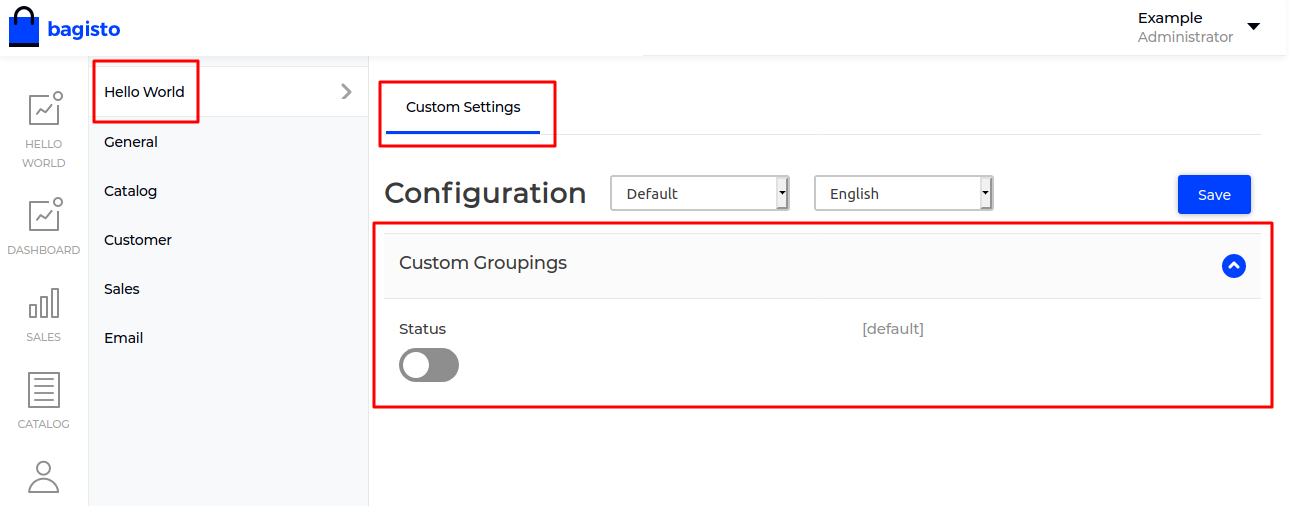 bagisto
Example
Administrator
HELLO
WORLD
DASHBOARD
SALES
CATALOG
Hello World
General
Catalog
Customer
Sales
Email
Custom Settings
Configuration
Default
English
Save
Custom Groupings
Status
[default]